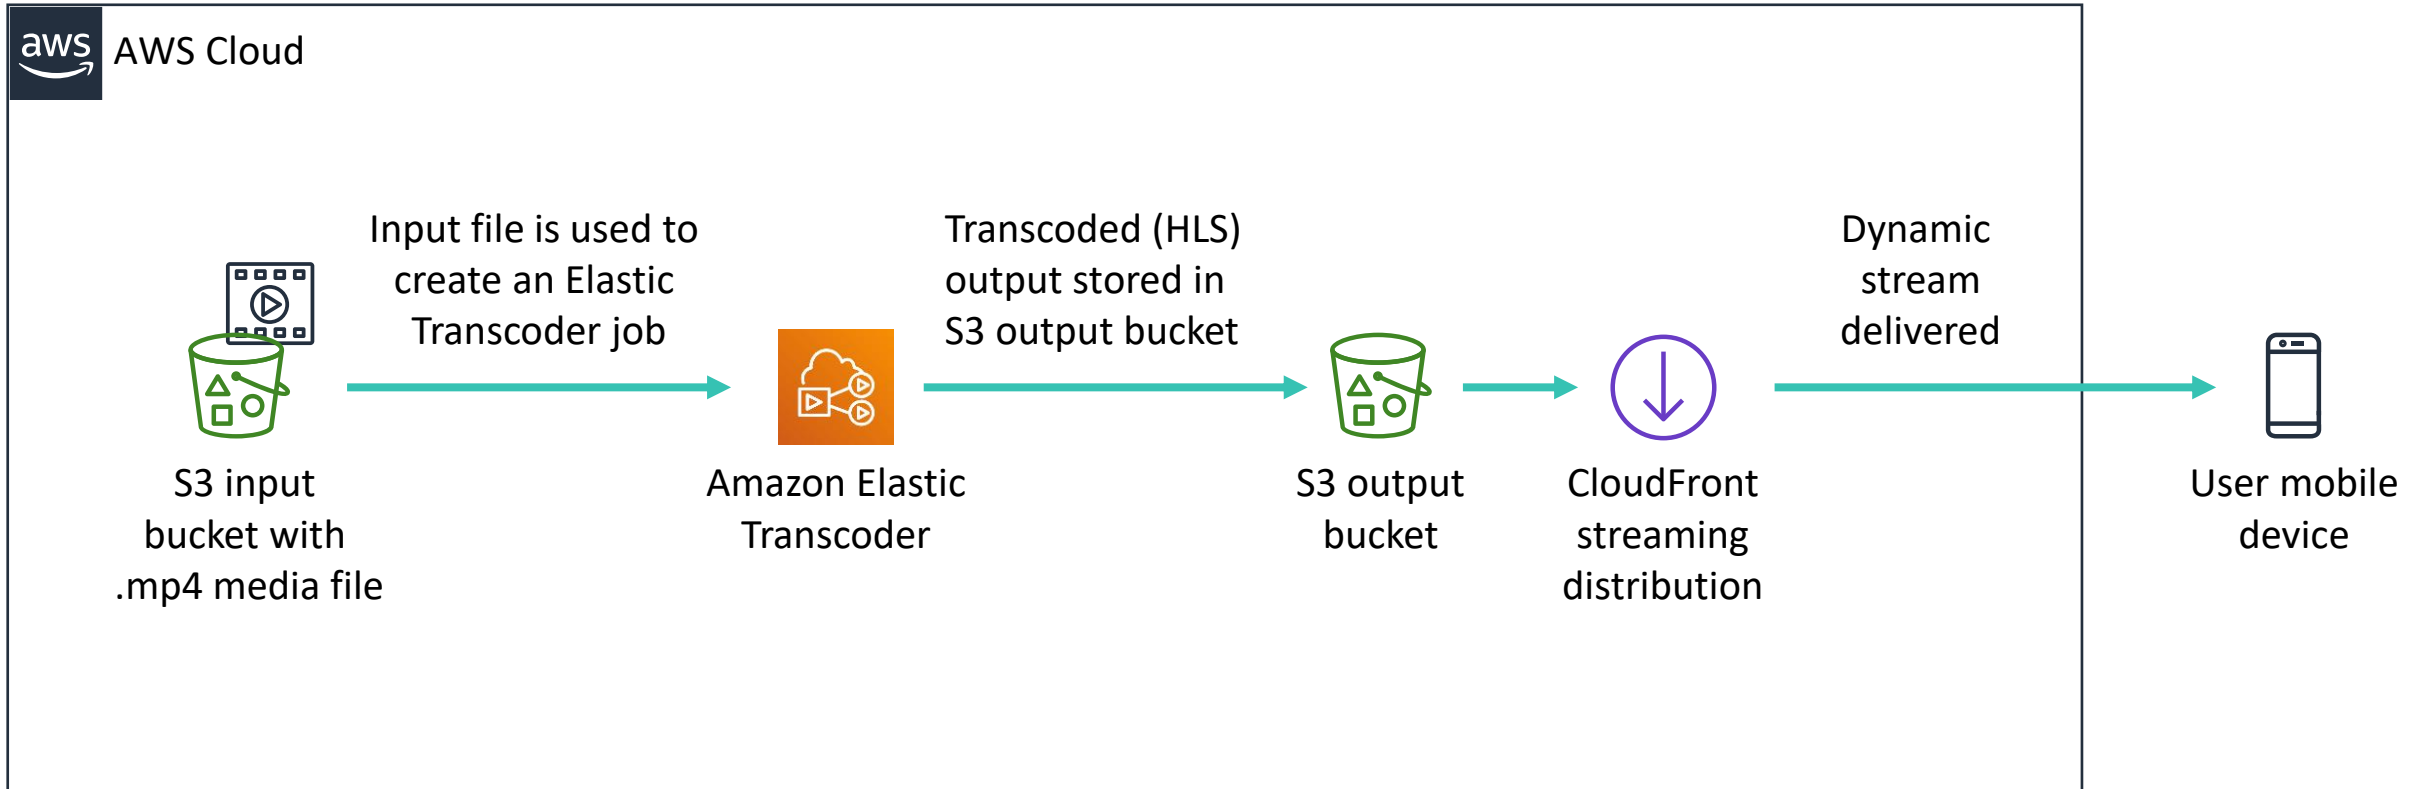 aws
AWS Cloud
Input file is used to
create an Elastic
Transcoder job
Transcoded (HLS)
output stored in
S3 output bucket
Dynamic
stream
delivered
S3 input
bucket with
.mp4 media file
Amazon Elastic
Transcoder
S3 output
bucket
CloudFront
streaming
distribution
User mobile
device